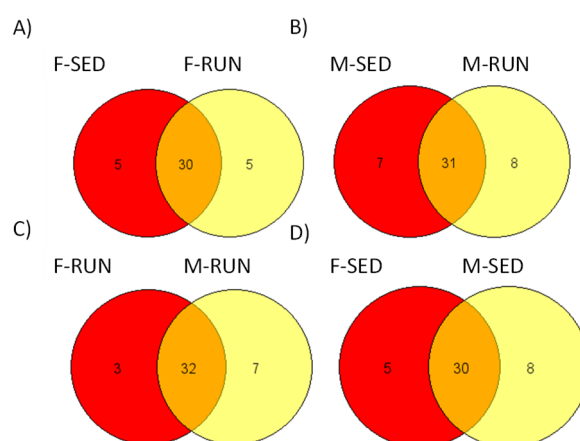 A)
F-SED F-RUN
5 30 5
B)
M-SED M-RUN
7 31 8
C)
F-RUN M-RUN
3 32 7
D)
F-SED M-SED
5 30 8